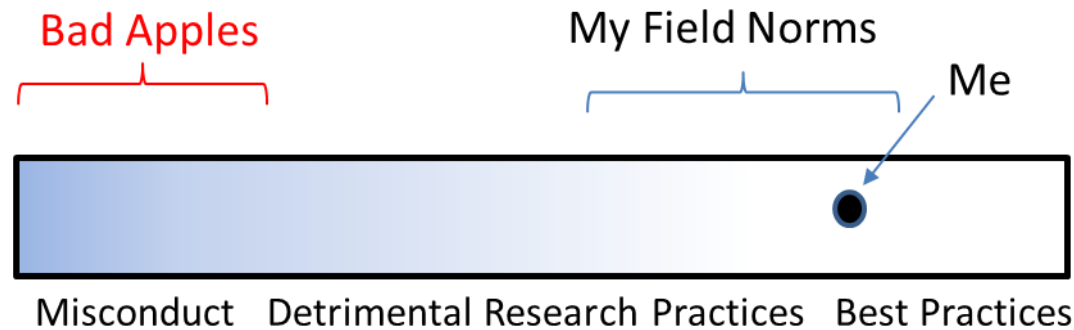 Bad Apples
My Field Norms
Me
Misconduct
Detrimental Research Practices
Best Practices